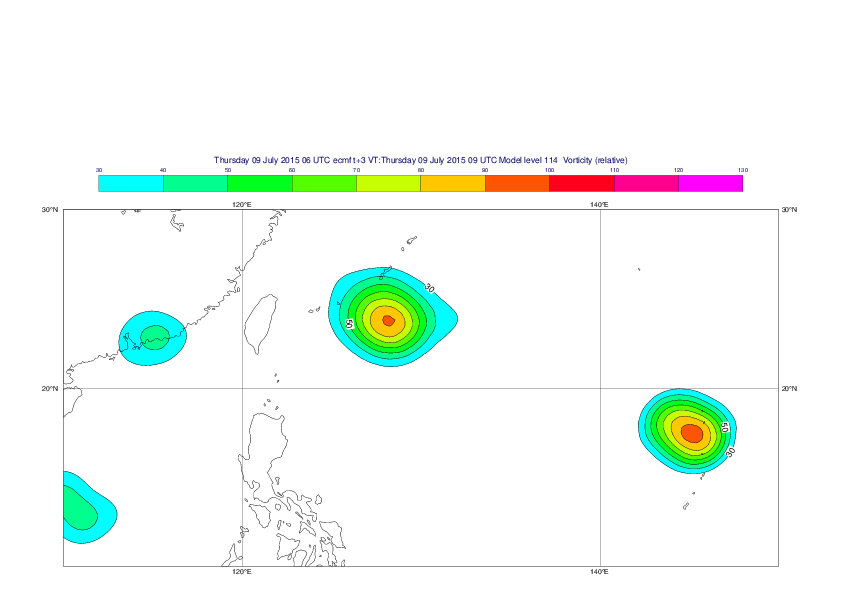 Thursday 09 July 2015 06 UTC ecmf t+3 VT:Thursday 09 July 2015 09 UTC Model level 114 Vorticity (relative)
30 40 50 60 70 80 90 100 110 120 130
120°E 140°E
30°N 30°N
30
50
20°N 20°N
50
30
120°E 140°E